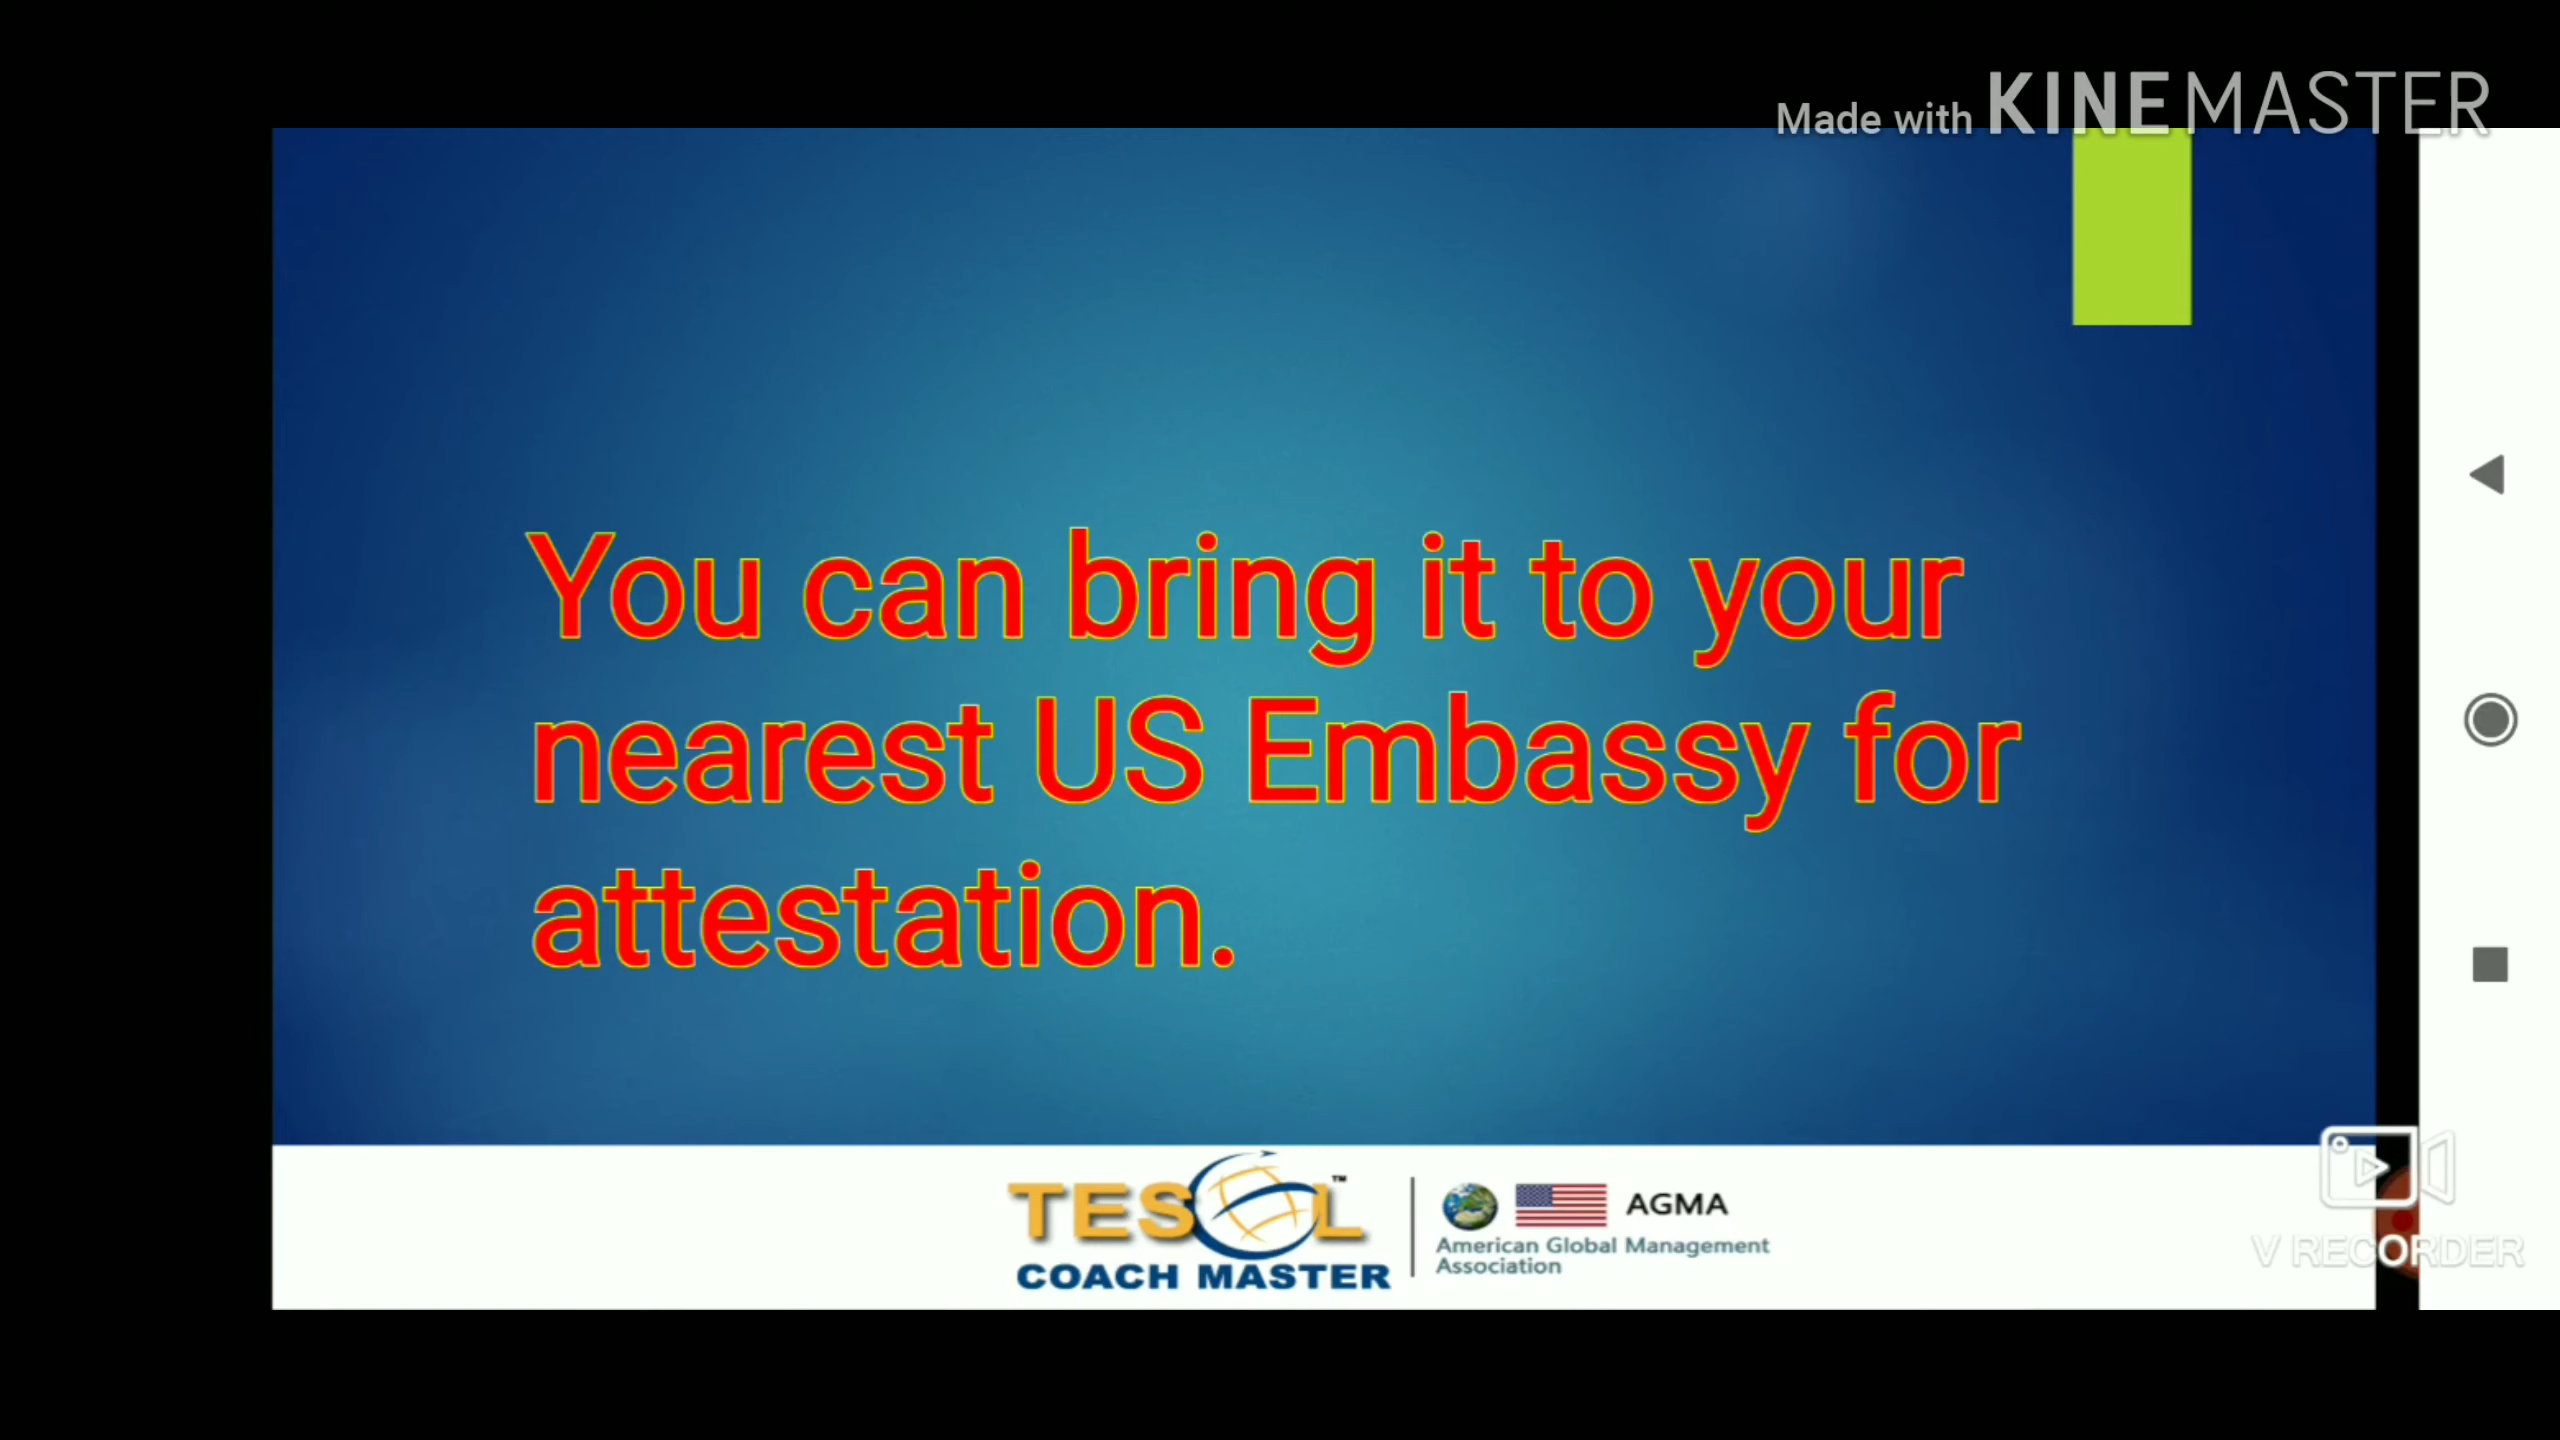 Made with KINEMASTER
You can bring it to your
nearest US Embassy for
attestation.
TESOL™
COACH MASTER
AGMA
American Global Management
Association
V RECORDER